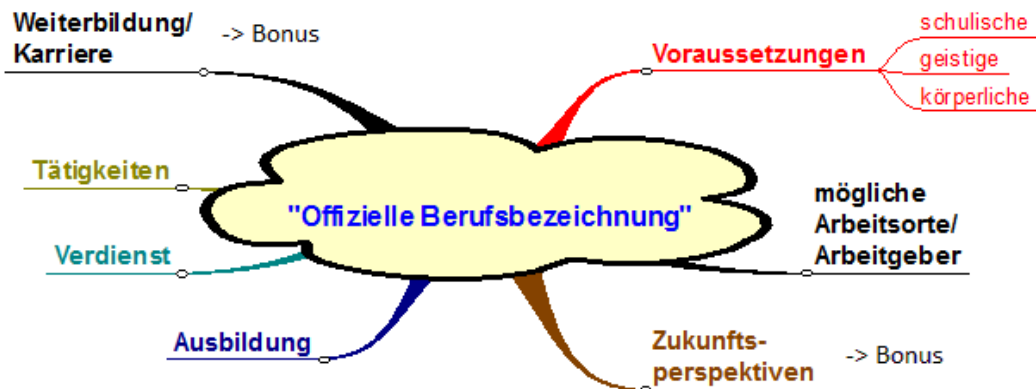 Weiterbildung/
Karriere
-> Bonus
Voraussetzungen
schulische
geistige
körperliche
Tätigkeiten
"Offizielle Berufsbezeichnung"
mögliche
Arbeitsorte/
Arbeitgeber
Verdienst
Ausbildung
Zukunfts-
perspektiven
-> Bonus